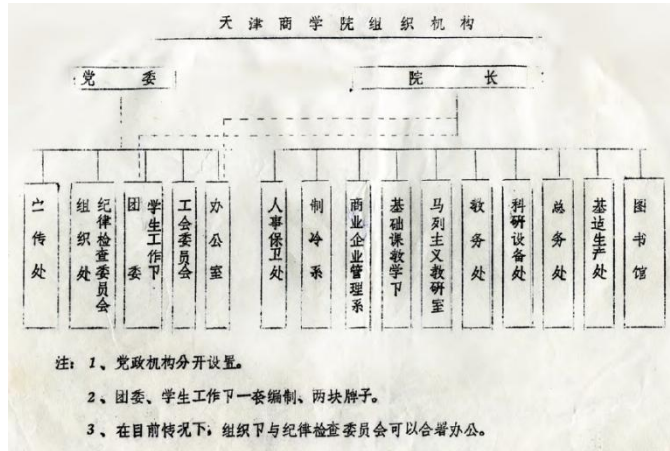 天津商学院组织机构
党委
院长
宣传处
组织处
纪律检查委员会
团委
学生工作卩
工会委员会
办公室
人事保卫处
制冷系
商业企业管理系
基础课教学卩
马列主义教研室
教务处
科研设备处
总务处
基造生产处
图书馆
注：1、党政机构分开设置。
2、团委、学生工作卩一套编制、两块牌子。
3、在目前情况下，组织卩与纪律检查委员会可以合署办公。